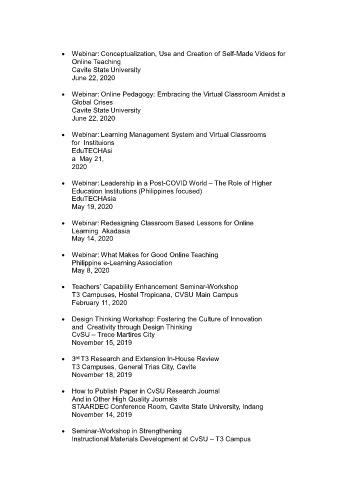 • Webinar: Conceptualization, Use and Creation of Self-Made Videos for
Online Teaching
Cavite State University
June 22, 2020
• Webinar: Online Pedagogy: Embracing the Virtual Classroom Amidst a
Global Crises
Cavite State University
June 22, 2020
• Webinar: Learning Management System and Virtual Classrooms
for Instituions
EduTECHAsi
a May 21,
2020
• Webinar: Leadership in a Post-COVID World – The Role of Higher
Education Institutions (Philippines focused)
EduTECHAsia
May 19, 2020
• Webinar: Redesigning Classroom Based Lessons for Online
Learning Akadasia
May 14, 2020
• Webinar; What Makes for Good Online Teaching
Philippine e-Learning Association
May 8, 2020
• Teachers' Capability Enhancement Seminar-Workshop
T3 Campuses, Hostel Tropicana, CVSU Main Campus
February 11, 2020
• Design Thinking Workshop: Fostering the Culture of Innovation
and Creativity through Design Thinking
CvSU – Trece Martires City
November 15, 2019
• 3rd T3 Research and Extension In-House Review
T3 Campuses, General Trias City, Cavite
November 18, 2019
• How to Publish Paper in CvSU Research Journal
And in Other High Quality Journals
STAARDEC Conference Room, Cavite State University, Indang
November 14, 2019
• Seminar-Workshop in Strengthening
Instructional Materials Development at CvSU – T3 Campus